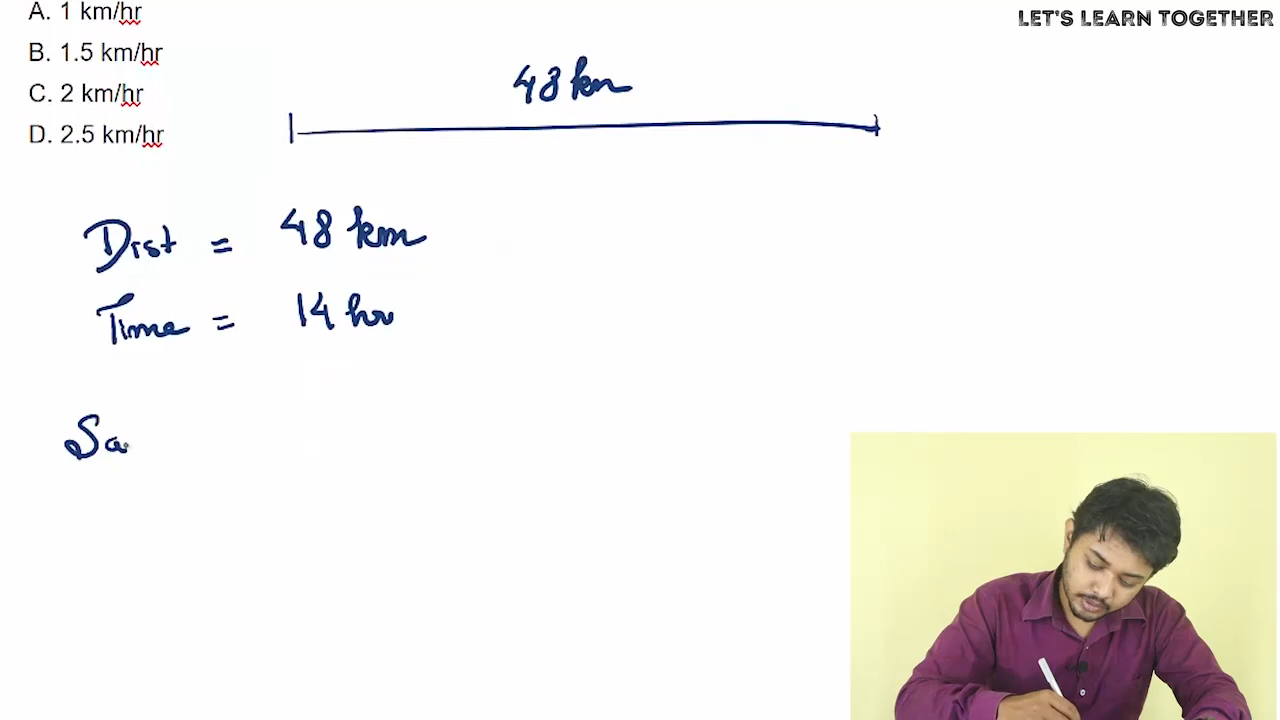 A. 1 km/hr
LET'S LEARN TOGETHER
B. 1.5 km/hr
48 km
C. 2 km/hr
D. 2.5 km/hr
Dist = 48 km
Time = 14 hr
Sa